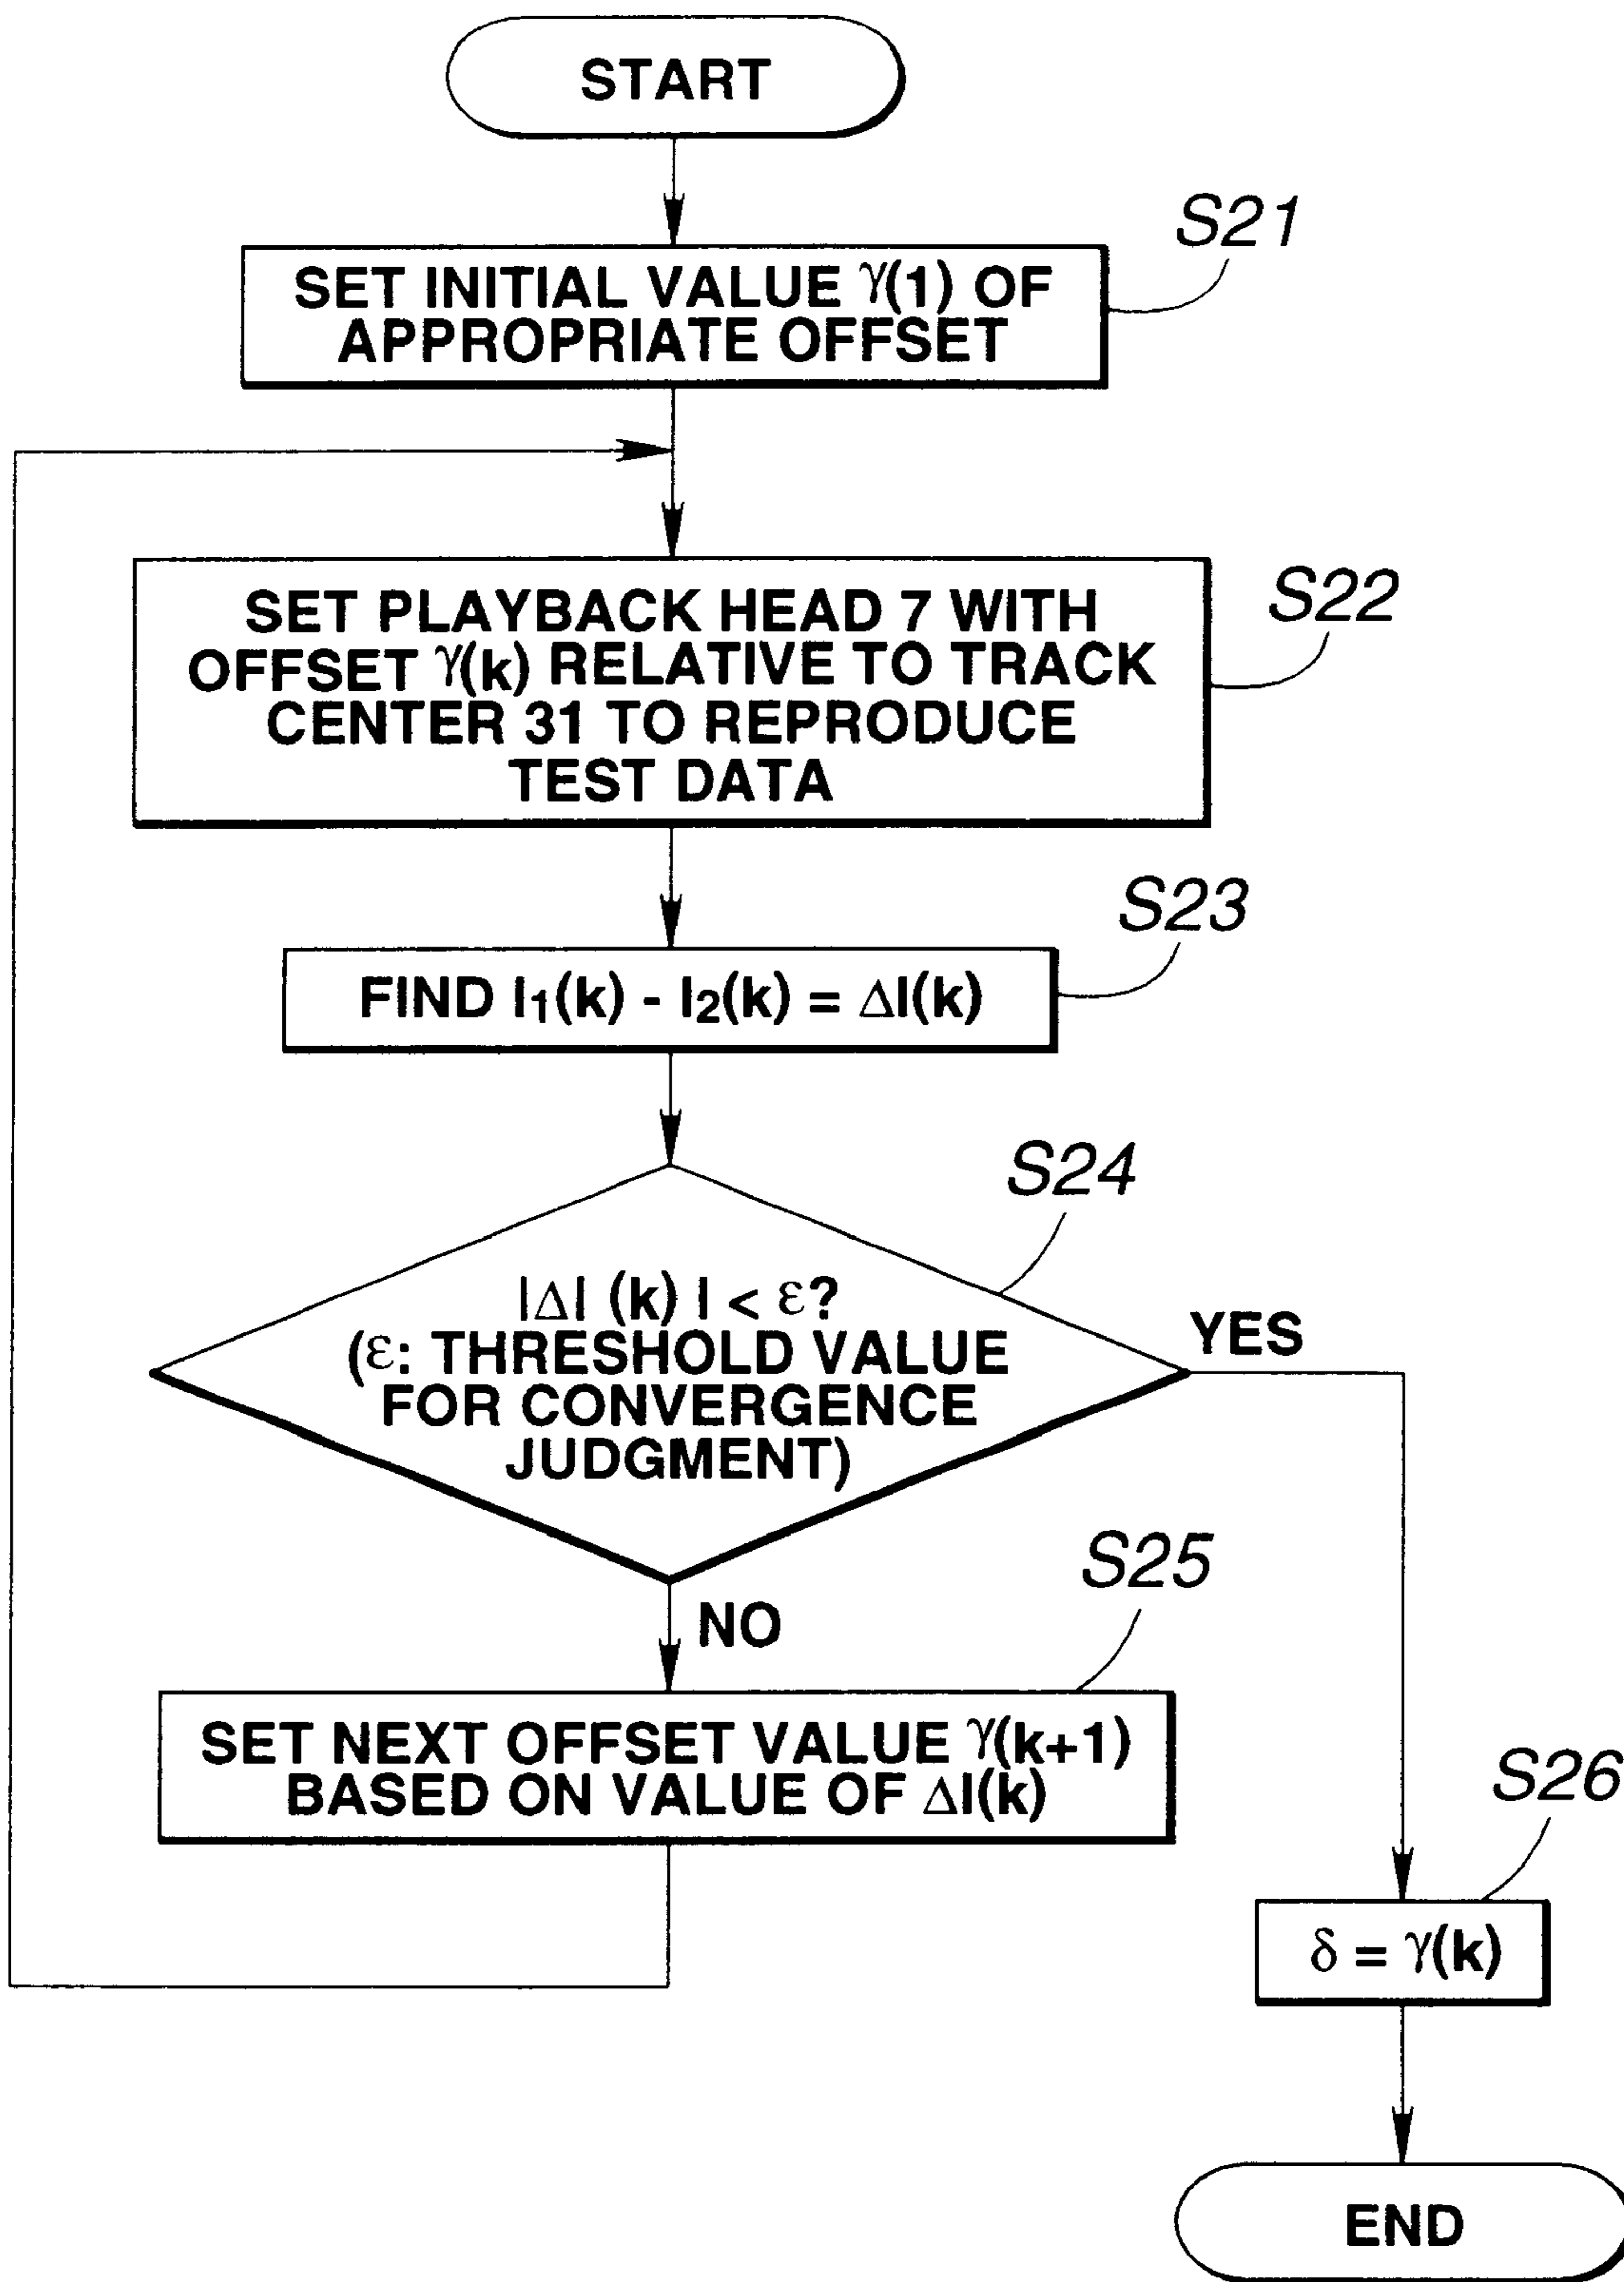 START
S21
SET INITIAL VALUE γ(1) OF
APPROPRIATE OFFSET
S22
SET PLAYBACK HEAD 7 WITH
OFFSET γ(k) RELATIVE TO TRACK
CENTER 31 TO REPRODUCE
TEST DATA
S23
FIND I₁(k) - I₂(k) = ΔI(k)
S24
|ΔI (k) | < ε?
(ε: THRESHOLD VALUE
FOR CONVERGENCE
JUDGMENT)
YES
NO
S25
SET NEXT OFFSET VALUE γ(k+1)
BASED ON VALUE OF ΔI(k)
S26
δ = γ(k)
END